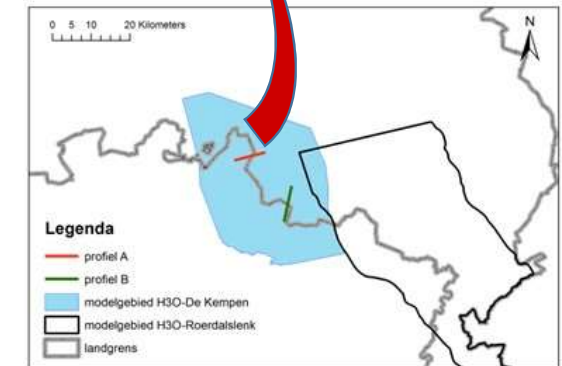 0 5 10 20 Kilometers
N
Legenda
profiel A
profiel B
modelgebied H3O-De Kempen
modelgebied H3O-Roerdalslenk
landgrens